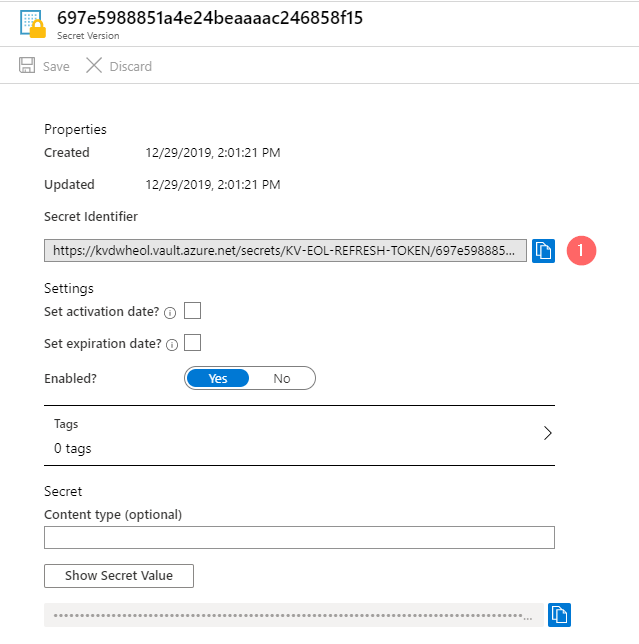 697e5988851a4e24beaaaac246858f15
Secret Version
Save Discard
Properties
Created 12/29/2019, 2:01:21 PM
Updated 12/29/2019, 2:01:21 PM
Secret Identifier
https://kvdwheol.vault.azure.net/secrets/KV-EOL-REFRESH-TOKEN/697e598885... 1
Settings
Set activation date?
Set expiration date?
Enabled? Yes No
Tags
0 tags
Secret
Content type (optional)
Show Secret Value